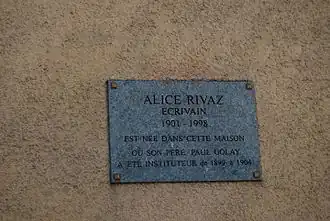 ALICE RIVAZ
ECRIVAIN
1901 - 1998
EST NÉE DANS CETTE MAISON
OÙ SON PÈRE, PAUL GOLAY,
A ÉTÉ INSTITUTEUR de 1899 à 1904